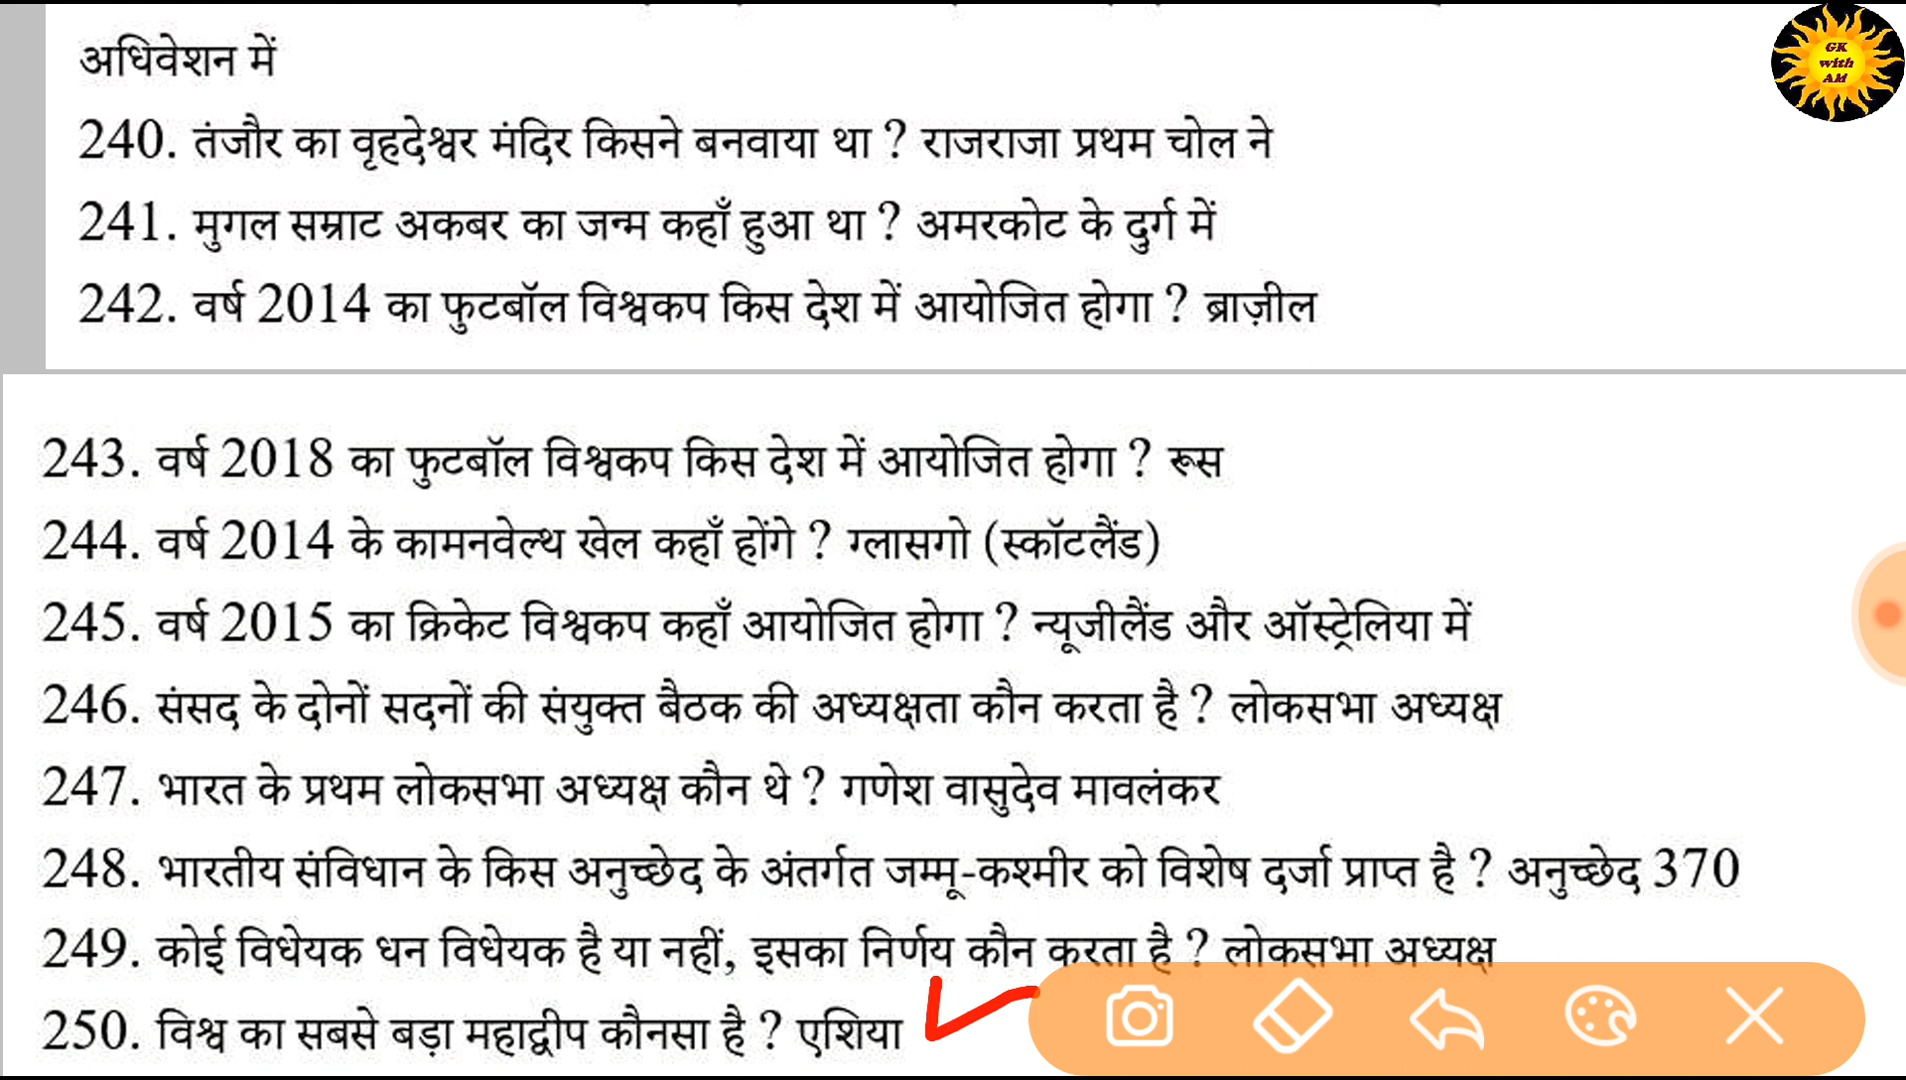 GK
with
AM
अधिवेशन में
240. तंजौर का वृहदेश्वर मंदिर किसने बनवाया था ? राजराजा प्रथम चोल ने
241. मुगल सम्राट अकबर का जन्म कहाँ हुआ था ? अमरकोट के दुर्ग में
242. वर्ष 2014 का फुटबॉल विश्वकप किस देश में आयोजित होगा ? ब्राज़ील
243. वर्ष 2018 का फुटबॉल विश्वकप किस देश में आयोजित होगा ? रूस
244. वर्ष 2014 के कामनवेल्थ खेल कहाँ होंगे ? ग्लासगो (स्कॉटलैंड)
245. वर्ष 2015 का क्रिकेट विश्वकप कहाँ आयोजित होगा ? न्यूजीलैंड और ऑस्ट्रेलिया में
246. संसद के दोनों सदनों की संयुक्त बैठक की अध्यक्षता कौन करता है ? लोकसभा अध्यक्ष
247. भारत के प्रथम लोकसभा अध्यक्ष कौन थे ? गणेश वासुदेव मावलंकर
248. भारतीय संविधान के किस अनुच्छेद के अंतर्गत जम्मू-कश्मीर को विशेष दर्जा प्राप्त है ? अनुच्छेद 370
249. कोई विधेयक धन विधेयक है या नहीं, इसका निर्णय कौन करता है ? लोकसभा अध्यक्ष
250. विश्व का सबसे बड़ा महाद्वीप कौनसा है ? एशिया